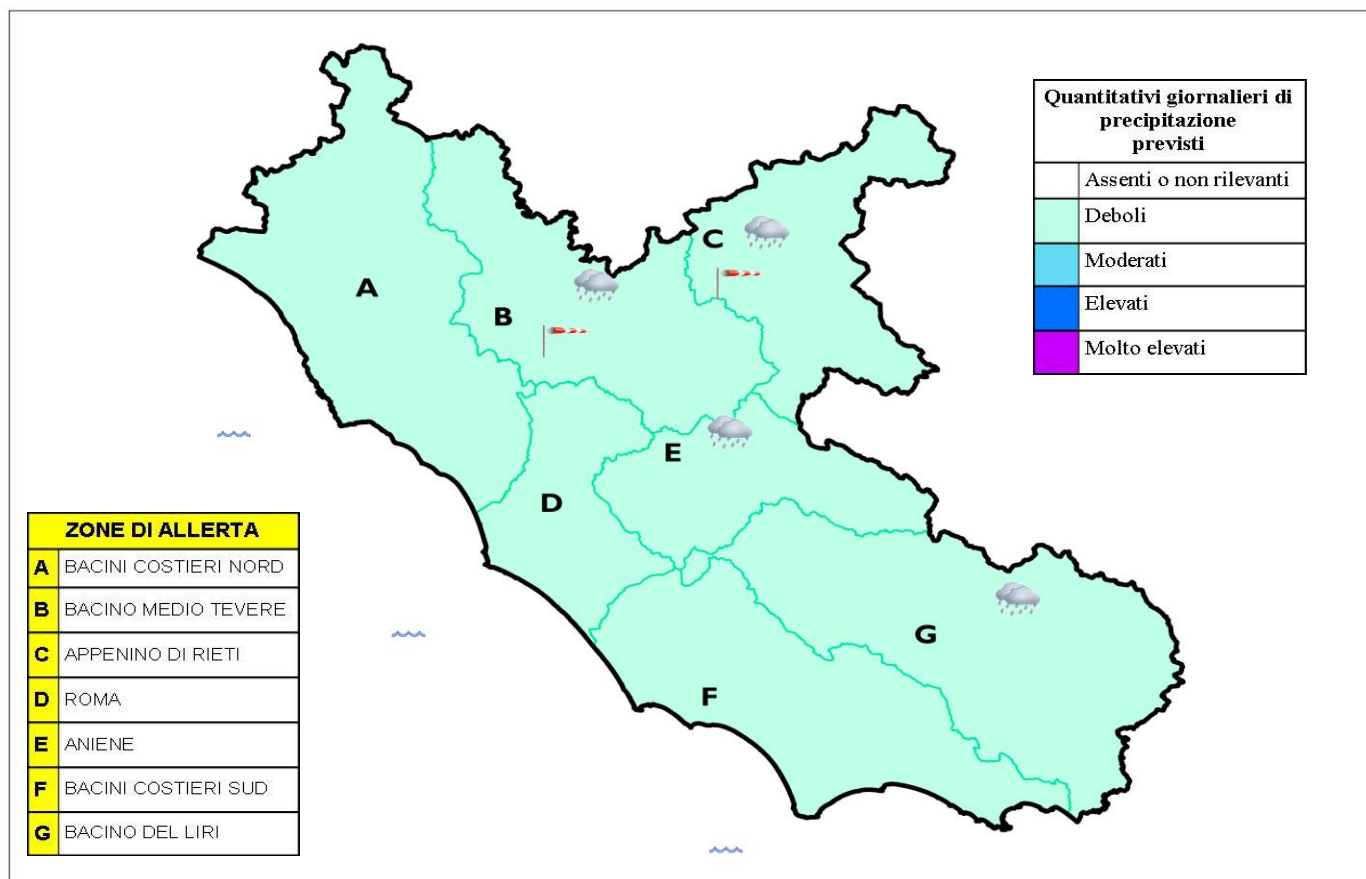 Quantitativi giornalieri di
precipitazione
previsti
Assenti o non rilevanti
Deboli
Moderati
Elevati
Molto elevati
A
B
C
D
E
F
G
ZONE DI ALLERTA
A BACINI COSTIERI NORD
B BACINO MEDIO TEVERE
C APPENINO DI RIETI
D ROMA
E ANIENE
F BACINI COSTIERI SUD
G BACINO DEL LIRI